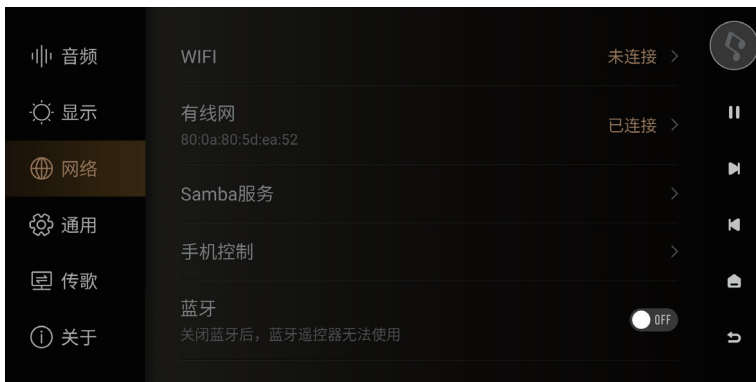 音频
显示
网络
通用
传歌
关于
WIFI
未连接
有线网
80:0a:80:5d:ea:52
已连接
Samba服务
手机控制
蓝牙
关闭蓝牙后，蓝牙遥控器无法使用
OFF